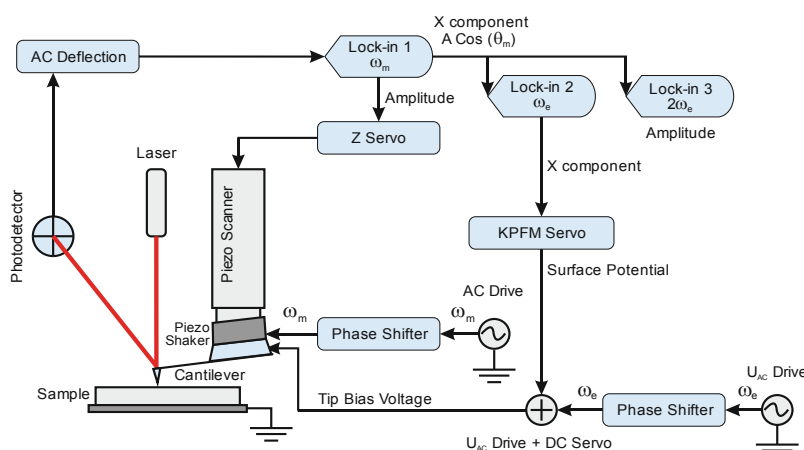 X component
A Cos (θm)
AC Deflection
Lock-in 1
ωm
Lock-in 2
ωe
Lock-in 3
2ωe
Amplitude
Amplitude
Z Servo
Laser
X component
Photodetector
Piezo Scanner
KPFM Servo
Surface Potential
AC Drive
Piezo
Shaker
ωm
Phase Shifter
ωm
Cantilever
Sample
UAC Drive
Tip Bias Voltage
ωe
Phase Shifter
ωe
UAC Drive + DC Servo